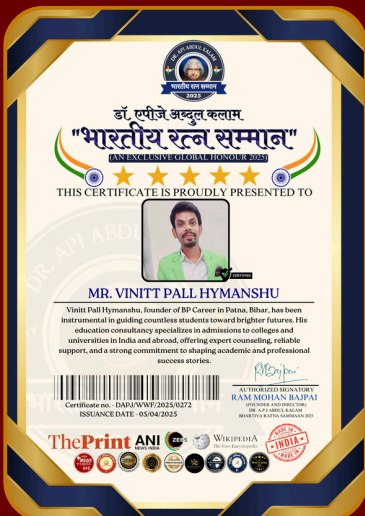 DR. APJ ABDUL KALAM
भारतीय रत्न सम्मान
2025
डॉ. एपीजे अब्दुल कलाम
"भारतीय रत्न सम्मान"
(AN EXCLUSIVE GLOBAL HONOUR 2025)
THIS CERTIFICATE IS PROUDLY PRESENTED TO
CERTIFIED
MR. VINITT PALL HYMANSHU
Vinitt Pall Hymanshu, founder of BP Career in Patna, Bihar, has been
instrumental in guiding countless students toward brighter futures. His
education consultancy specializes in admissions to colleges and
universities in India and abroad, offering expert counseling, reliable
support, and a strong commitment to shaping academic and professional
success stories.
Certificate no. - DAPJ/WWF/2025/0272
ISSUANCE DATE - 05/04/2025
AUTHORIZED SIGNATORY
RAM MOHAN BAJPAI
(FOUNDER AND DIRECTOR)
DR. A.P.J ABDUL KALAM
BHARTIYA RATNA SAMMAAN 2025
ThePrint
ANI
NEWS INDIA
ZEE5
WIKIPEDIA
The Free Encyclopedia
MADE IN
INDIA
MADE IN